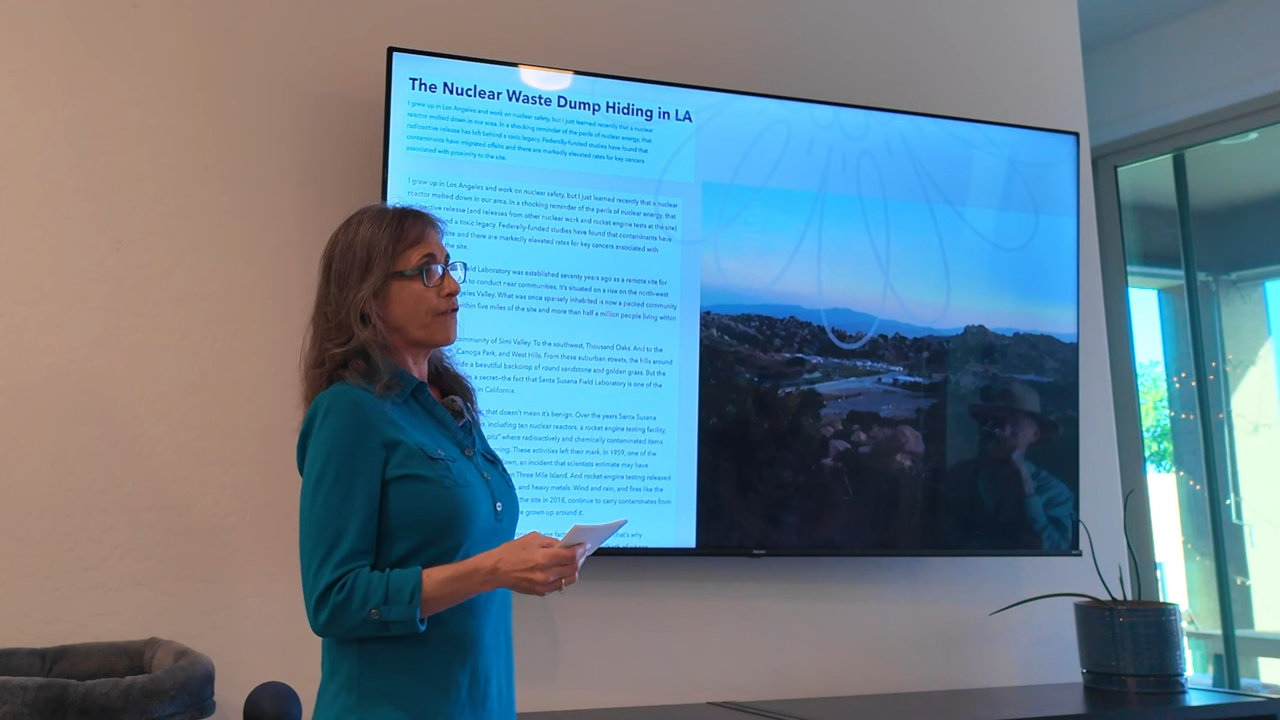 The Nuclear Waste Dump Hiding in LA
I grew up in Los Angeles and work on nuclear safety, but I just learned recently that a nuclear
reactor melted down in our area. In a shocking reminder of the perils of nuclear energy, that
radioactive release has left behind a toxic legacy. Federally-funded studies have found that
contaminants have migrated offsite and there are markedly elevated rates for key cancers
associated with proximity to the site.
I grew up in Los Angeles and work on nuclear safety, but I just learned recently that a nuclear
reactor melted down in our area. In a shocking reminder of the perils of nuclear energy, that
release (and releases from other nuclear work and rocket engine tests at the site)
a toxic legacy. Federally-funded studies have found that contaminants have
and there are markedly elevated rates for key cancers associated with
the site.
Field Laboratory was established seventy years ago as a remote site for
to conduct near communities. It's situated on a rise on the north-west
Valley. What was once sparsely inhabited is now a packed community
within five miles of the site and more than half a million people living within
community of Simi Valley. To the southwest, Thousand Oaks. And to the
Canoga Park, and West Hills. From these suburban streets, the hills around
a beautiful backdrop of round sandstone and golden grass. But the
a secret—the fact that Santa Susana Field Laboratory is one of the
in California.
that doesn't mean it's benign. Over the years Santa Susana
including ten nuclear reactors, a rocket engine testing facility,
pits" where radioactively and chemically contaminated items
These activities left their mark. In 1959, one of the
an incident that scientists estimate may have
Three Mile Island. And rocket engine testing released
and heavy metals. Wind and rain, and fires like the
the site in 2018, continue to carry contaminates from
grown up around it.
that's why